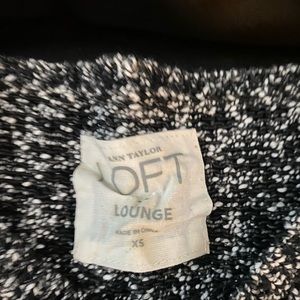 ANN TAYLOR
LOFT
LOUNGE
MADE IN CHINA
XS